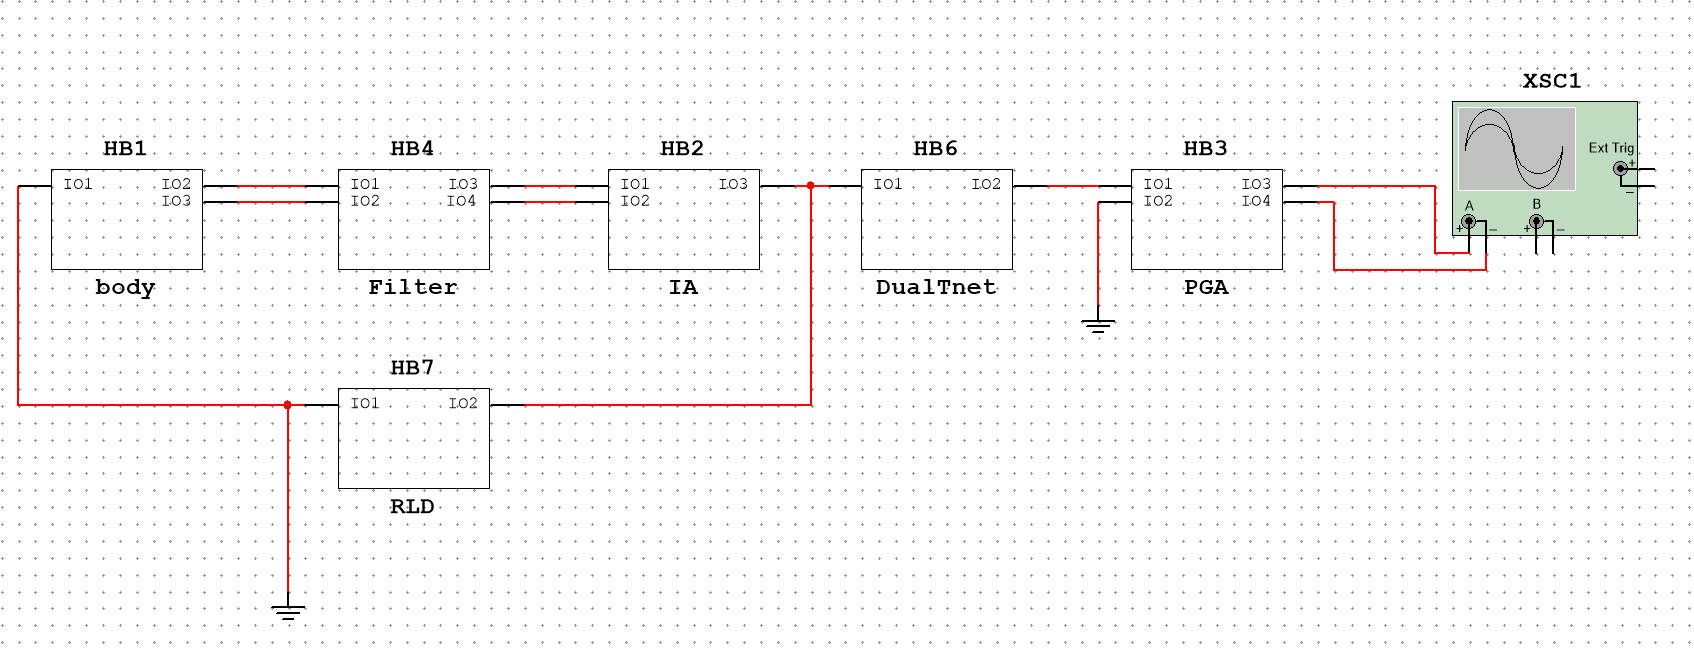 XSC1
HB1
HB4
HB2
HB6
HB3
Ext Trig
+
−
IO1 IO2
IO3
IO1 IO3
IO2 IO4
IO1 IO3
IO2
IO1 IO2
IO1 IO3
IO2 IO4
A
B
+ −
+ −
body
Filter
IA
DualTnet
PGA
HB7
IO1 IO2
RLD